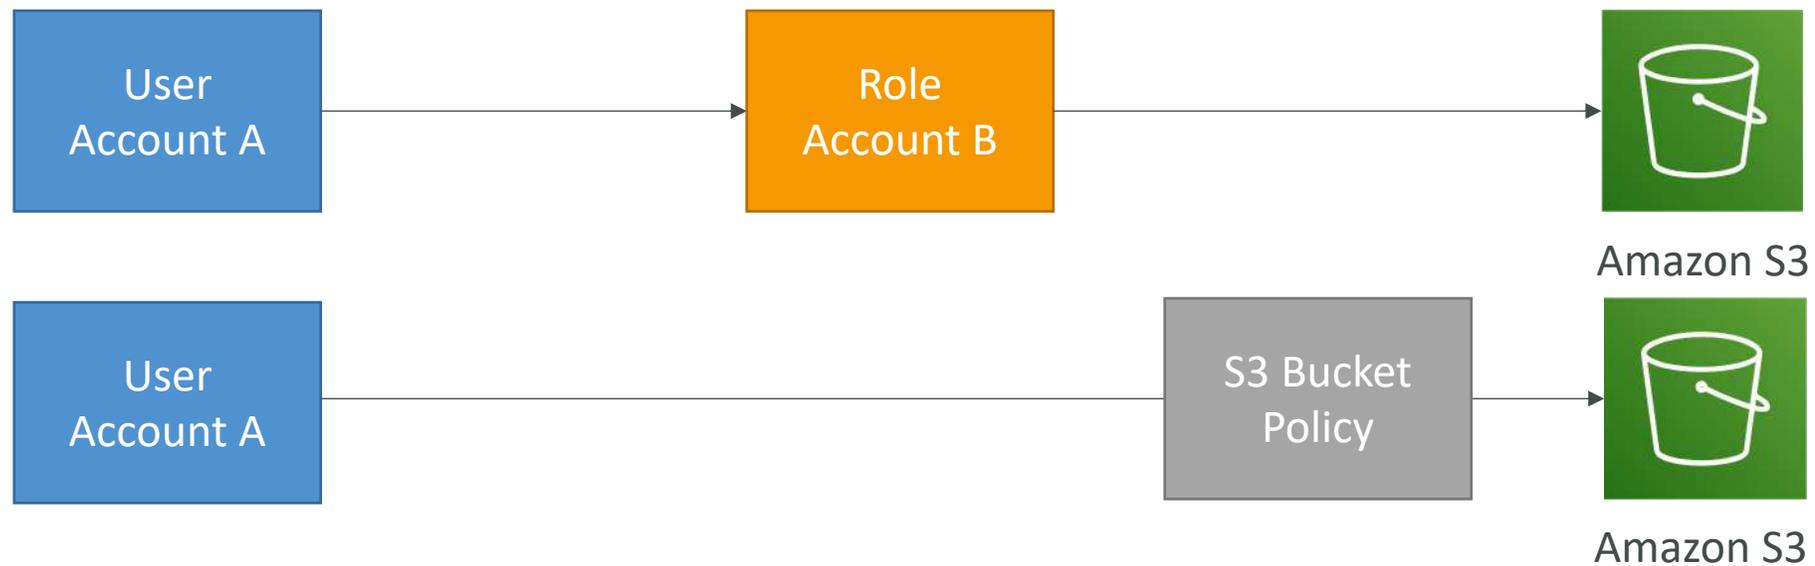 User
Account A
Role
Account B
Amazon S3
User
Account A
S3 Bucket
Policy
Amazon S3